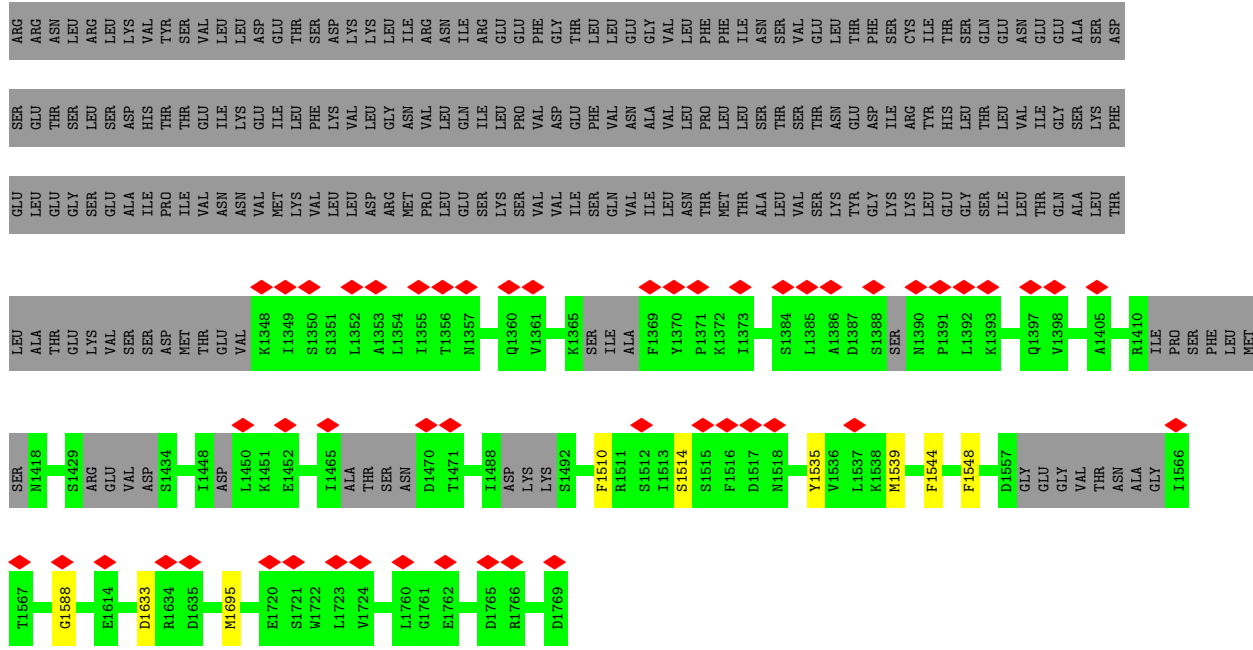 ARG ARG ASN LEU ARG LEU LYS VAL TYR SER VAL LEU LEU ASP GLU THR SER ASP LYS LYS LEU ILE ARG ASN ILE ARG GLU GLU PHE GLY THR LEU LEU GLU GLY VAL LEU PHE PHE ILE ASN SER VAL GLU LEU THR PHE SER CYS ILE THR SER GLN GLU ASN GLU GLU ALA SER ASP
SER GLU THR SER LEU SER ASP HIS THR THR GLU ILE LYS GLU ILE LEU PHE LYS VAL LEU GLY ASN VAL LEU GLN ILE LEU PRO VAL ASP GLU PHE VAL ASN ALA VAL LEU PRO LEU LEU SER THR SER THR ASN GLU ASP ILE ARG TYR HIS LEU THR LEU VAL ILE GLY SER LYS PHE
GLU LEU GLU GLY SER GLU ALA ILE PRO ILE VAL ASN ASN VAL MET LYS VAL LEU LEU ASP ARG MET PRO LEU GLU SER LYS SER VAL VAL ILE SER GLN VAL ILE LEU ASN THR MET THR ALA LEU VAL SER LYS TYR GLY LYS LYS LEU GLU GLY SER ILE LEU THR GLN ALA LEU THR
LEU ALA THR GLU LYS VAL SER SER ASP MET THR GLU VAL K1348 I1349 S1350 S1351 L1352 A1353 L1354 I1355 T1356 N1357 Q1360 V1361 K1365 SER ILE ALA F1369 Y1370 P1371 K1372 I1373 S1384 L1385 A1386 D1387 S1388 SER N1390 P1391 L1392 K1393 Q1397 V1398 A1405 R1410 ILE PRO SER PHE LEU MET
SER N1418 S1429 ARG GLU VAL ASP S1434 I1448 ASP L1450 K1451 E1452 I1465 ALA THR SER ASN D1470 T1471 I1488 ASP LYS LYS S1492 F1510 R1511 S1512 I1513 S1514 S1515 F1516 D1517 N1518 Y1535 V1536 L1537 K1538 M1539 F1544 F1548 D1557 GLY GLU GLY VAL THR ASN ALA GLY I1566
T1567 G1588 E1614 D1633 R1634 D1635 M1695 E1720 S1721 W1722 L1723 V1724 L1760 G1761 E1762 D1765 R1766 D1769